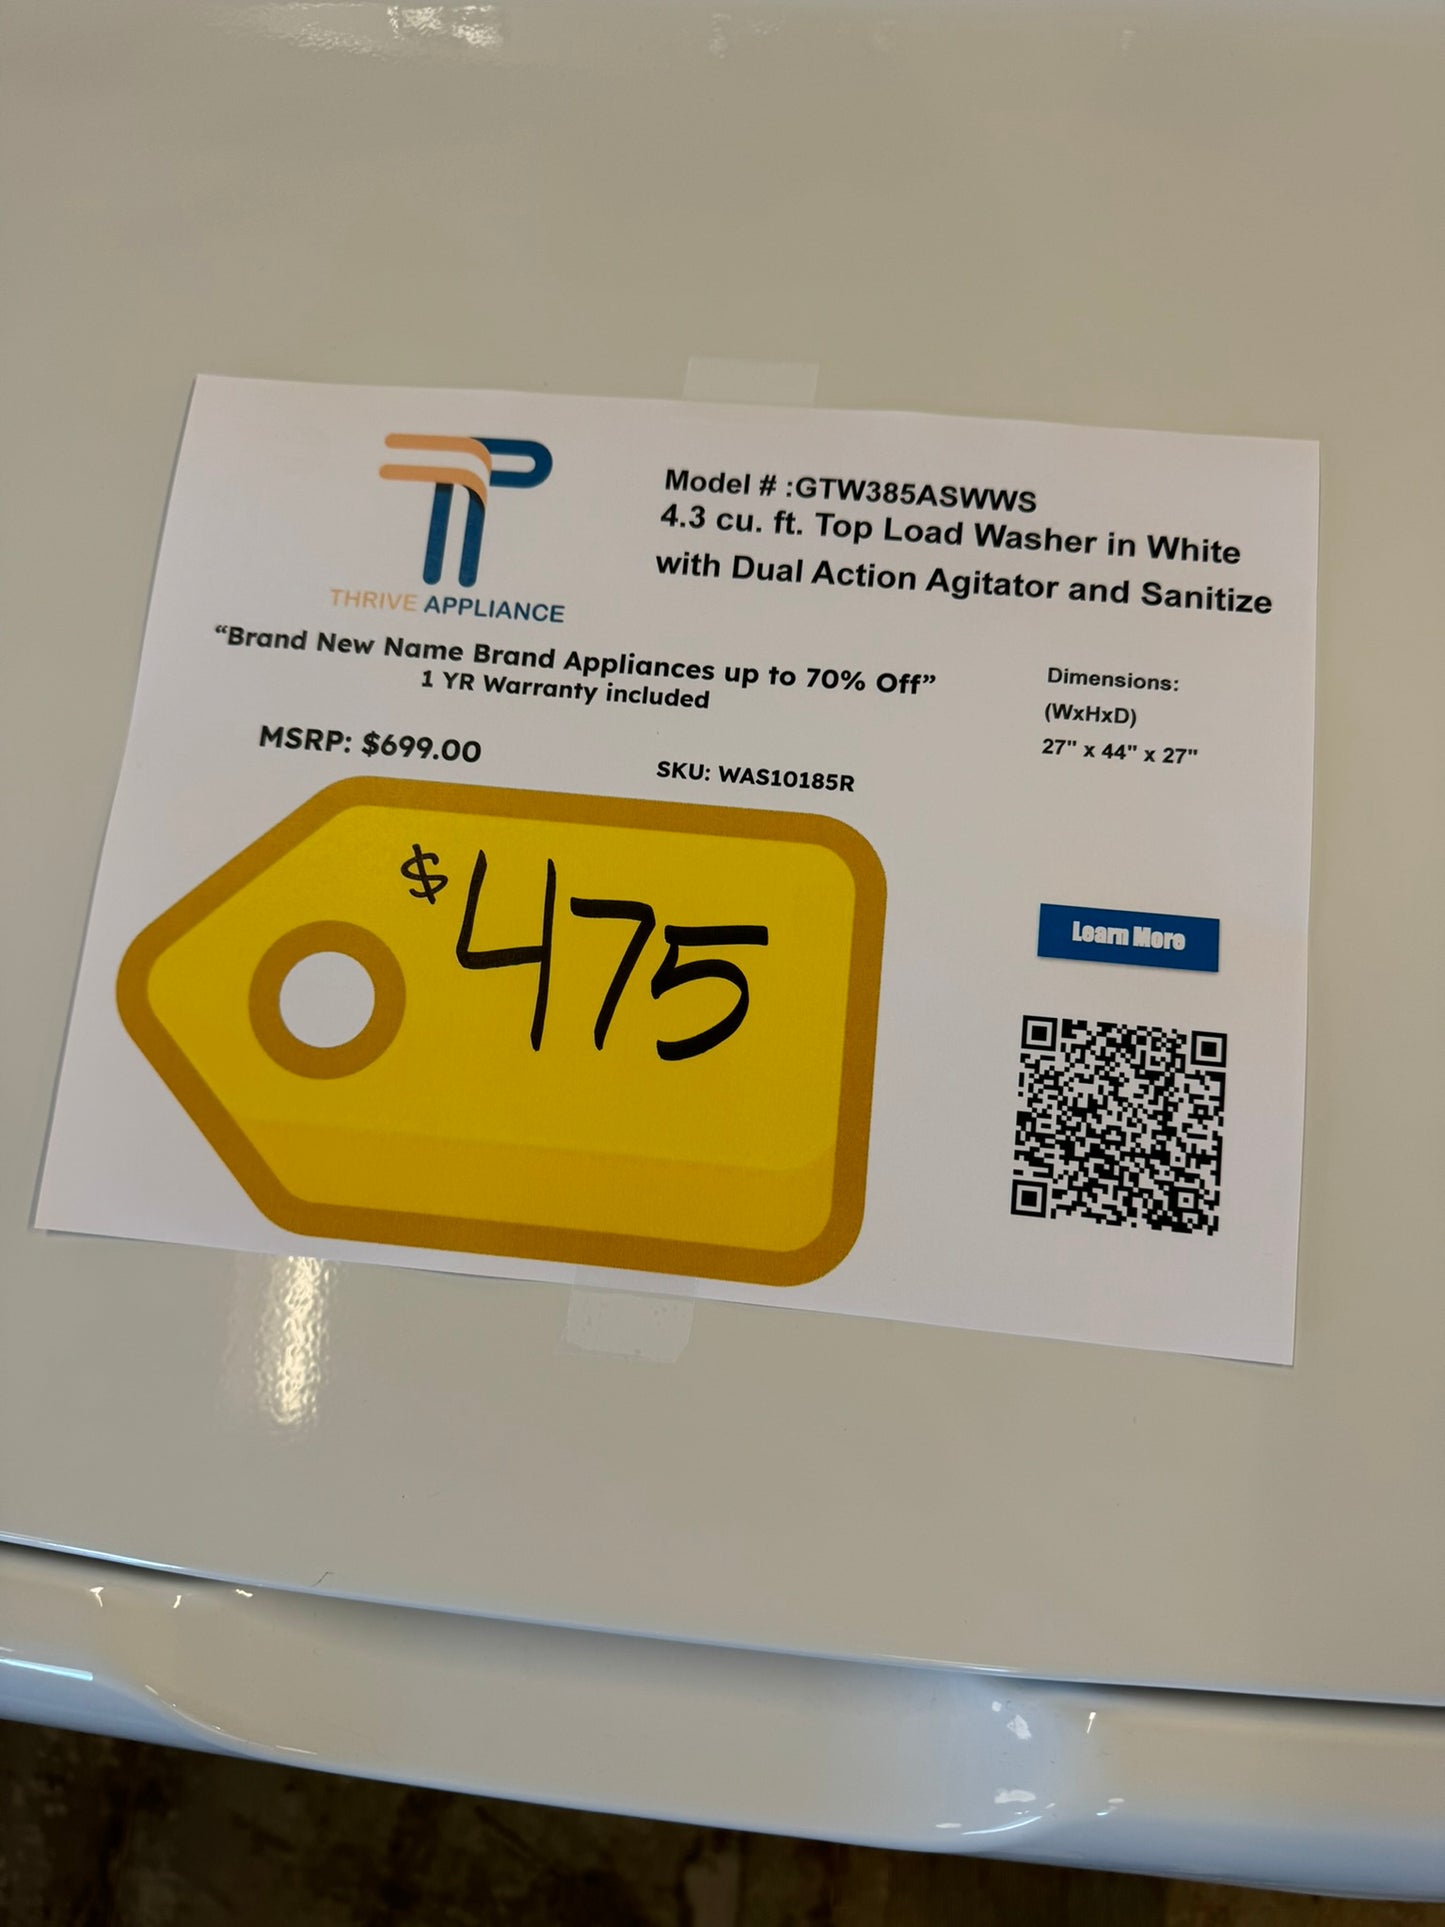 THRIVE APPLIANCE
Model # :GTW385ASWWS
4.3 cu. ft. Top Load Washer in White
with Dual Action Agitator and Sanitize
“Brand New Name Brand Appliances up to 70% Off”
1 YR Warranty included
MSRP: $699.00
SKU: WAS10185R
Dimensions:
(WxHxD)
27" x 44" x 27"
$475
Learn More